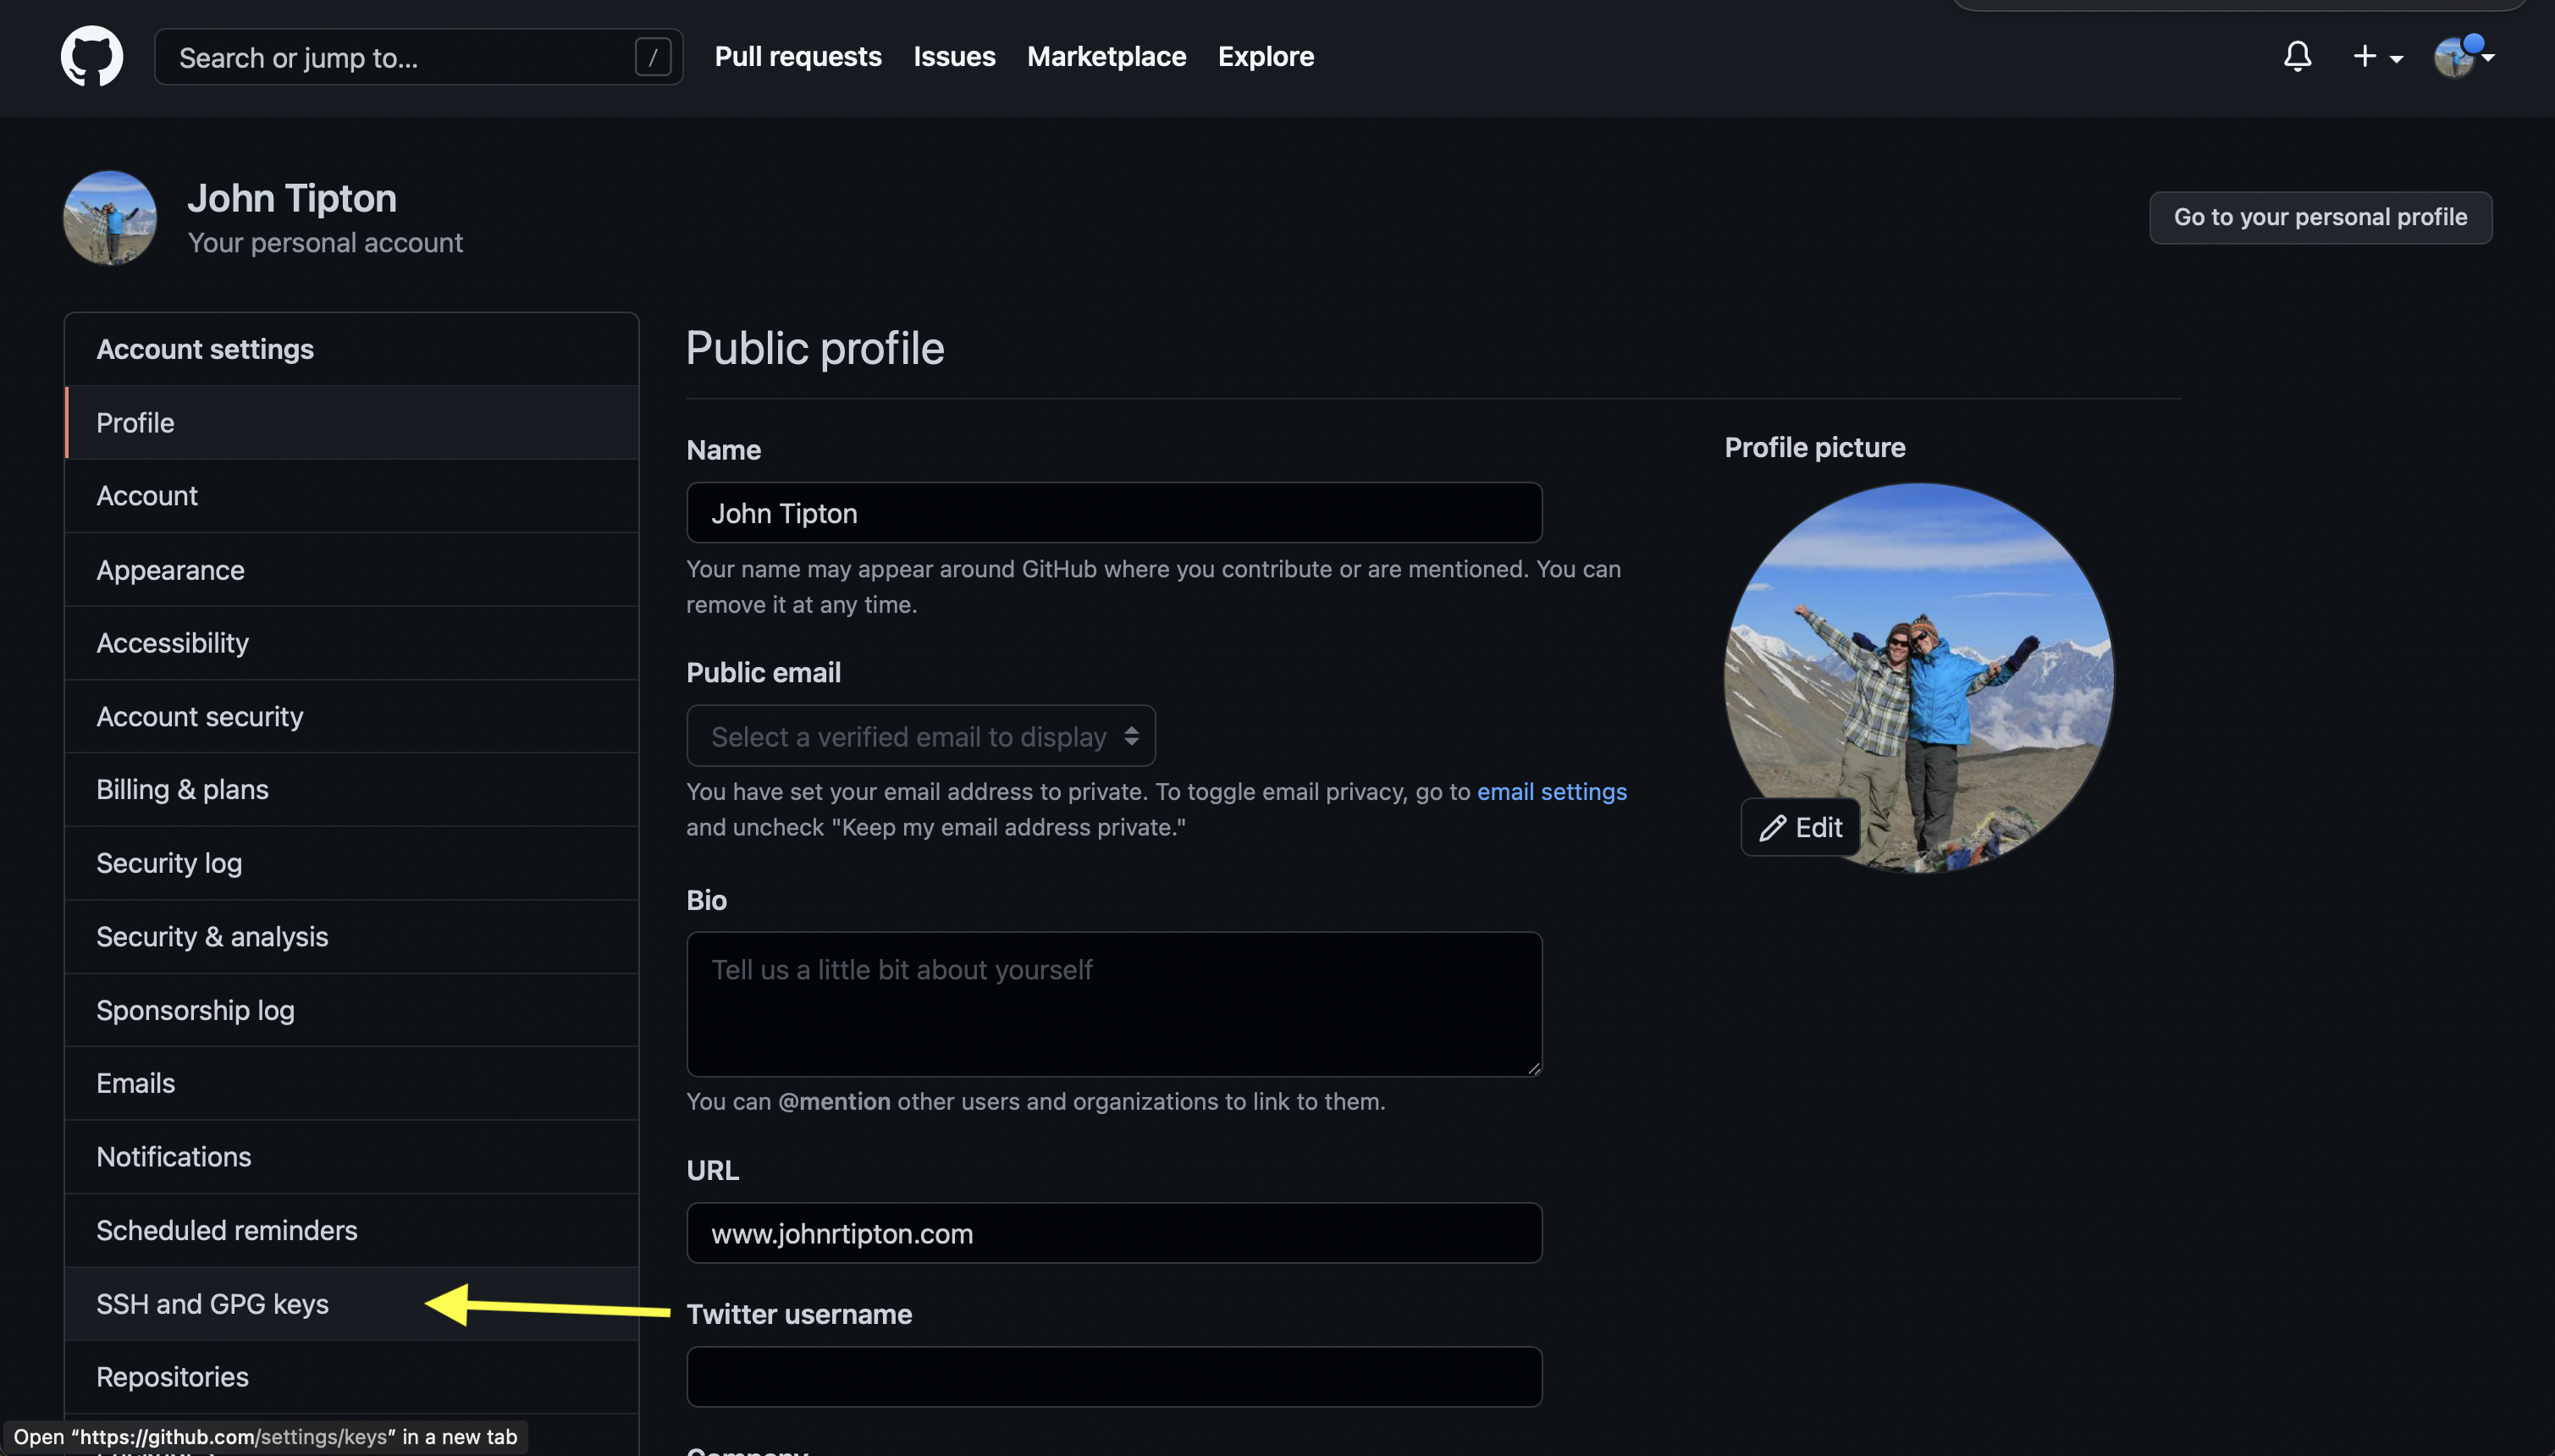 Search or jump to...
/
Pull requests
Issues
Marketplace
Explore
John Tipton
Your personal account
Go to your personal profile
Account settings
Profile
Account
Appearance
Accessibility
Account security
Billing & plans
Security log
Security & analysis
Sponsorship log
Emails
Notifications
Scheduled reminders
SSH and GPG keys
Repositories
Public profile
Name
John Tipton
Your name may appear around GitHub where you contribute or are mentioned. You can
remove it at any time.
Public email
Select a verified email to display
You have set your email address to private. To toggle email privacy, go to email settings
and uncheck "Keep my email address private."
Bio
Tell us a little bit about yourself
You can @mention other users and organizations to link to them.
URL
www.johnrtipton.com
Twitter username
Profile picture
Edit
Open “https://github.com/settings/keys” in a new tab